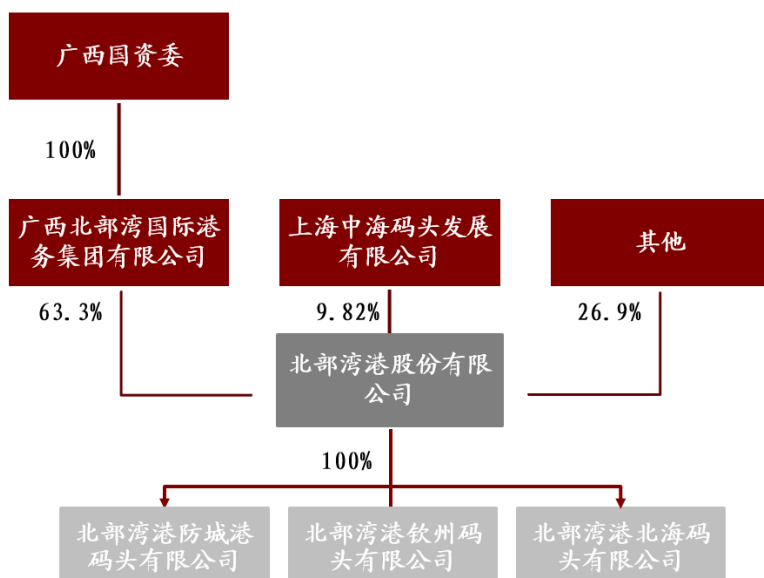 广西国资委
100%
广西北部湾国际港
务集团有限公司
上海中海码头发展
有限公司
其他
63.3%
9.82%
26.9%
北部湾港股份有限
公司
100%
北部湾港防城港
码头有限公司
北部湾港钦州码
头有限公司
北部湾港北海码
头有限公司